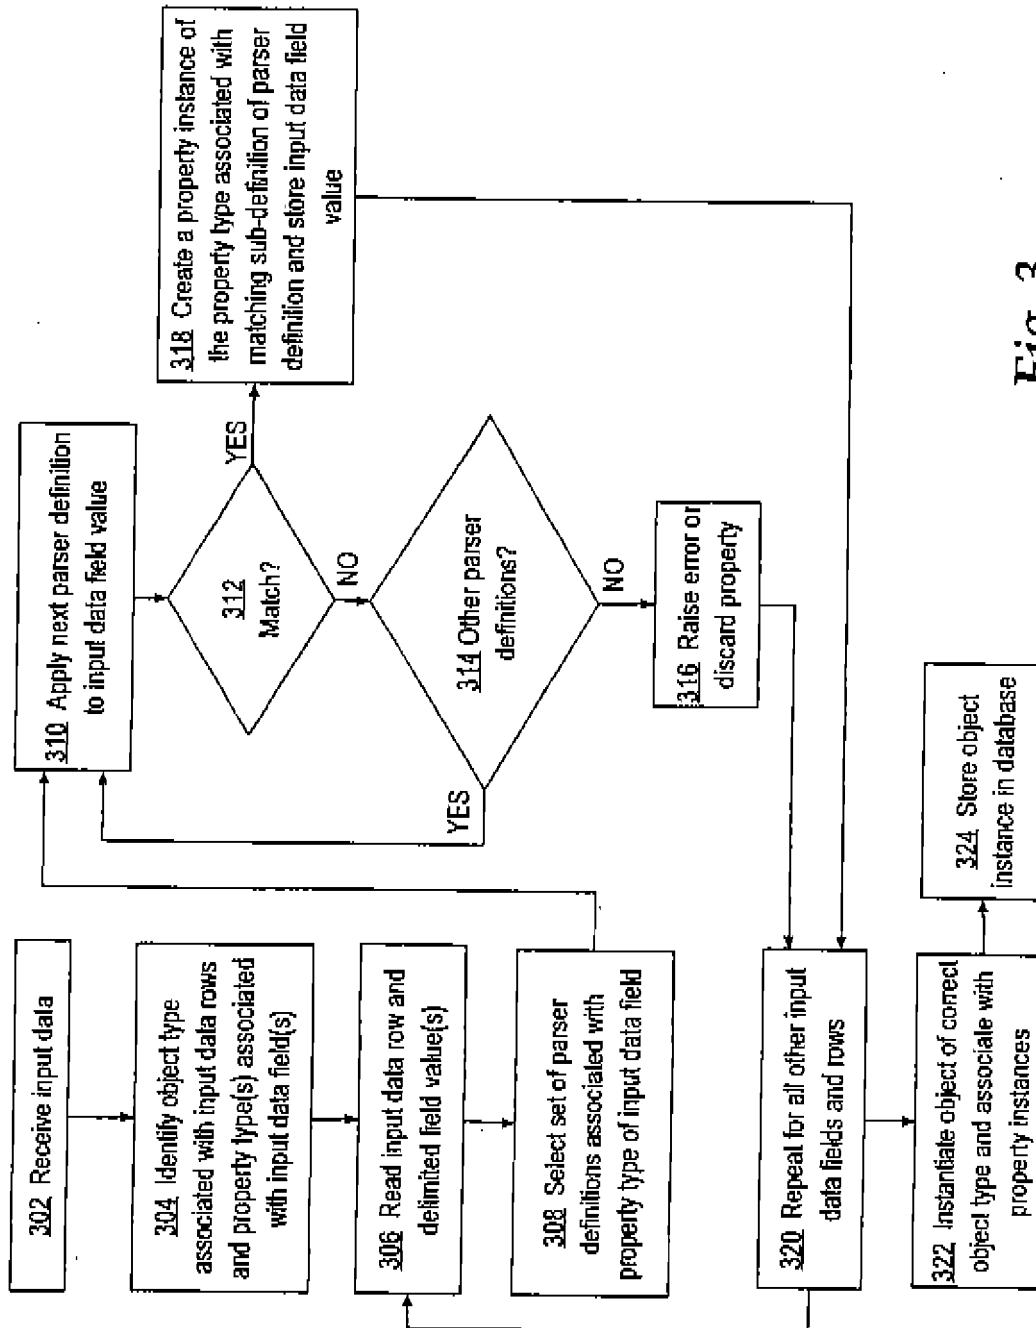 302 Receive input data
304 Identify object type
associated with input data rows
and property type(s) associated
with input data field(s)
306 Read input data row and
delimited field value(s)
308 Select set of parser
definitions associated with
property type of input data field
310 Apply next parser definition
to input data field value
312
Match?
YES
NO
318 Create a property instance of
the property type associated with
matching sub-definition of parser
definition and store input data field
value
314 Other parser
definitions?
YES
NO
316 Raise error or
discard property
320 Repeat for all other input
data fields and rows
322 Instantiate object of correct
object type and associate with
property instances
324 Store object
instance in database
Fig. 3